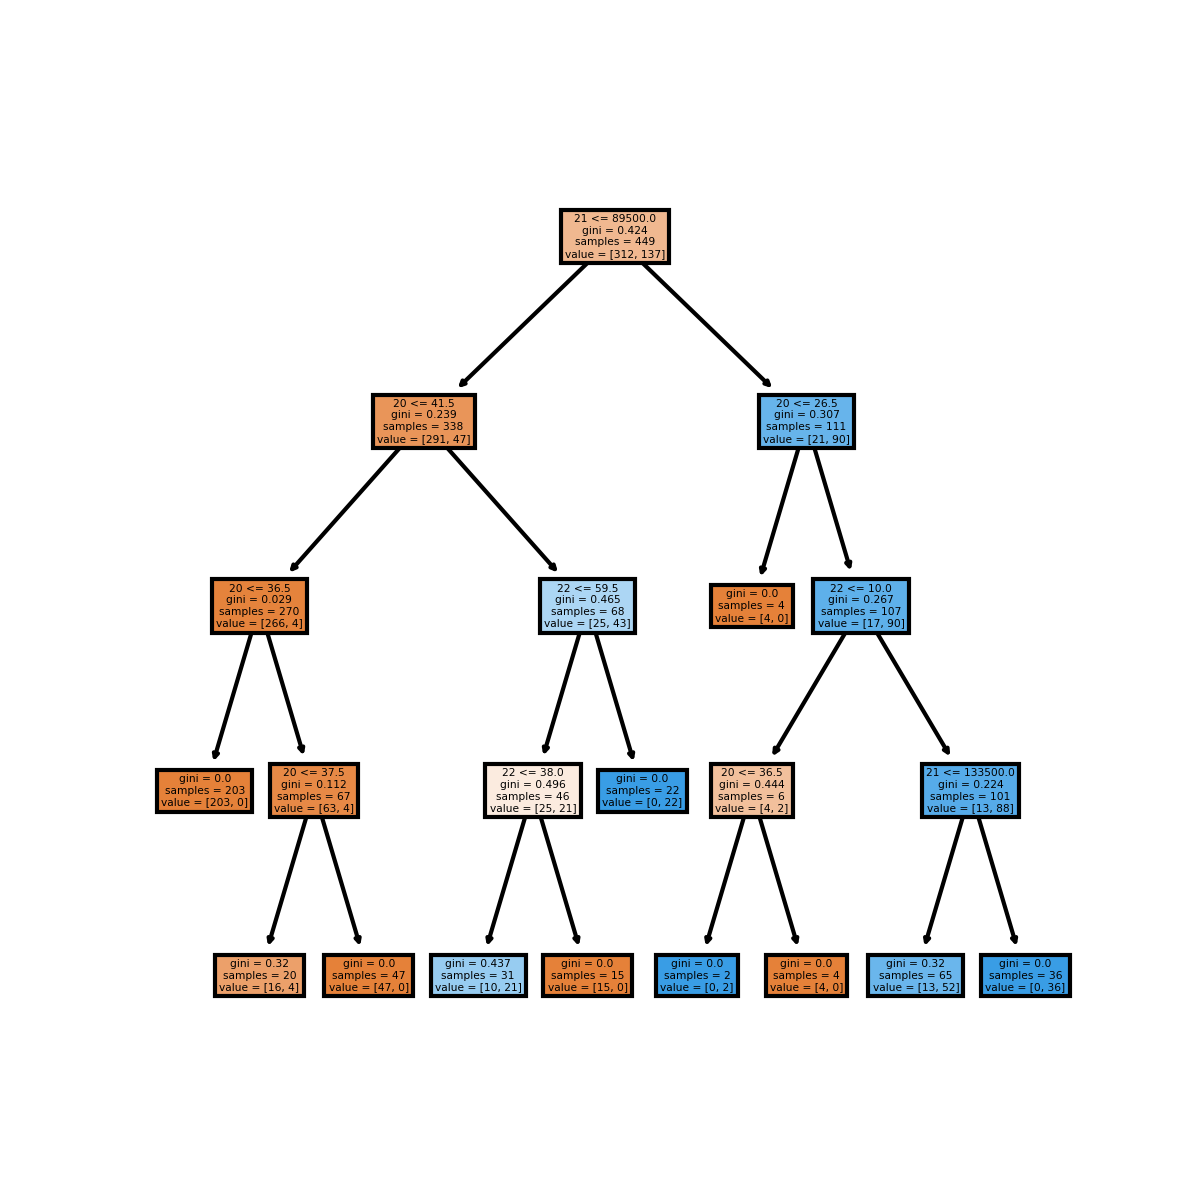 21 <= 89500.0
gini = 0.424
samples = 449
value = [312, 137]
20 <= 41.5
gini = 0.239
samples = 338
value = [291, 47]
20 <= 26.5
gini = 0.307
samples = 111
value = [21, 90]
20 <= 36.5
gini = 0.029
samples = 270
value = [266, 4]
22 <= 59.5
gini = 0.465
samples = 68
value = [25, 43]
gini = 0.0
samples = 4
value = [4, 0]
22 <= 10.0
gini = 0.267
samples = 107
value = [17, 90]
gini = 0.0
samples = 203
value = [203, 0]
20 <= 37.5
gini = 0.112
samples = 67
value = [63, 4]
22 <= 38.0
gini = 0.496
samples = 46
value = [25, 21]
gini = 0.0
samples = 22
value = [0, 22]
20 <= 36.5
gini = 0.444
samples = 6
value = [4, 2]
21 <= 133500.0
gini = 0.224
samples = 101
value = [13, 88]
gini = 0.32
samples = 20
value = [16, 4]
gini = 0.0
samples = 47
value = [47, 0]
gini = 0.437
samples = 31
value = [10, 21]
gini = 0.0
samples = 15
value = [15, 0]
gini = 0.0
samples = 2
value = [0, 2]
gini = 0.0
samples = 4
value = [4, 0]
gini = 0.32
samples = 65
value = [13, 52]
gini = 0.0
samples = 36
value = [0, 36]